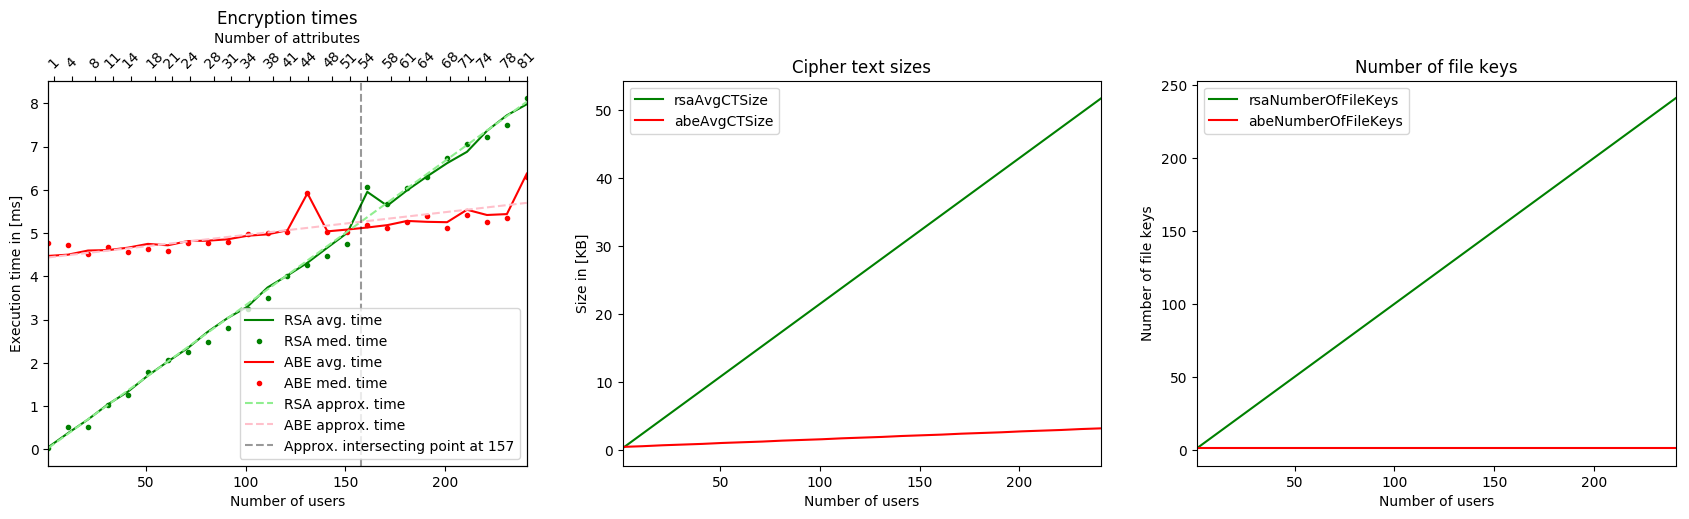 Encryption times
Number of attributes
1 4 8 11 14 18 21 24 28 31 34 38 41 44 48 51 54 58 61 64 68 71 74 78 81
8
7
6
5
4
3
2
1
0
Execution time in [ms]
RSA avg. time
RSA med. time
ABE avg. time
ABE med. time
RSA approx. time
ABE approx. time
Approx. intersecting point at 157
50 100 150 200
Number of users
Cipher text sizes
rsaAvgCTSize
abeAvgCTSize
50
40
30
20
10
0
Size in [KB]
50 100 150 200
Number of users
Number of file keys
rsaNumberOfFileKeys
abeNumberOfFileKeys
250
200
150
100
50
0
Number of file keys
50 100 150 200
Number of users